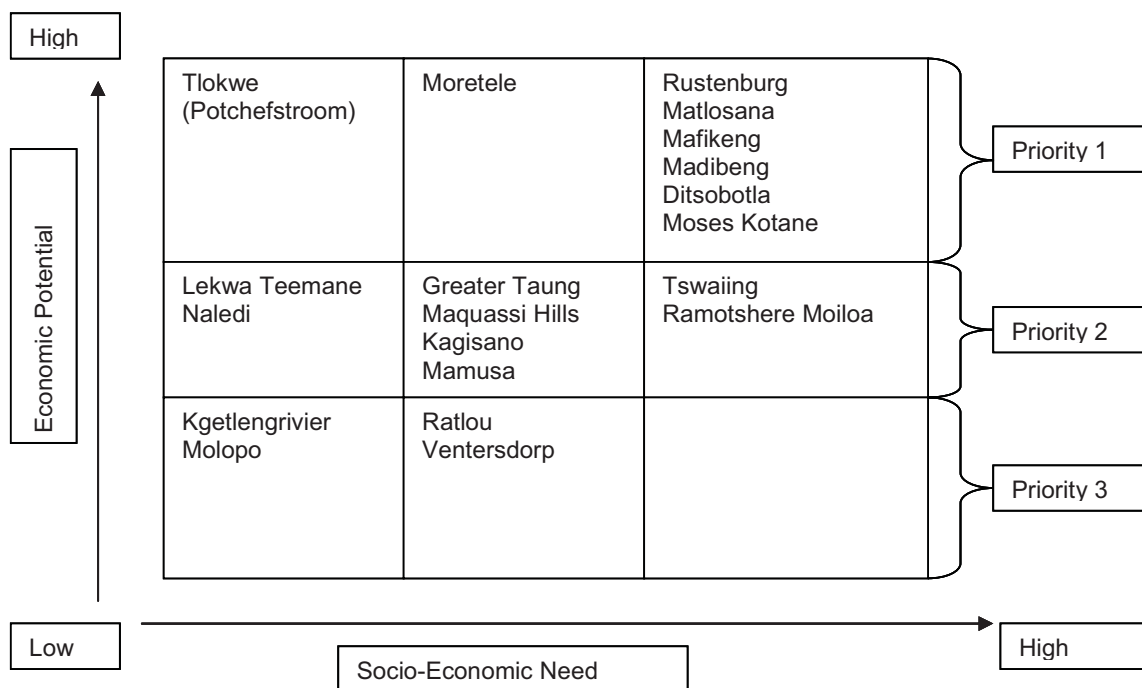 High
Tlokwe
(Potchefstroom)
Moretele
Rustenburg
Matlosana
Mafikeng
Madibeng
Ditsobotla
Moses Kotane
Priority 1
Economic Potential
Lekwa Teemane
Naledi
Greater Taung
Maquassi Hills
Kagisano
Mamusa
Tswaiing
Ramotshere Moiloa
Priority 2
Kgetlengrivier
Molopo
Ratlou
Ventersdorp
Priority 3
Low
Socio-Economic Need
High